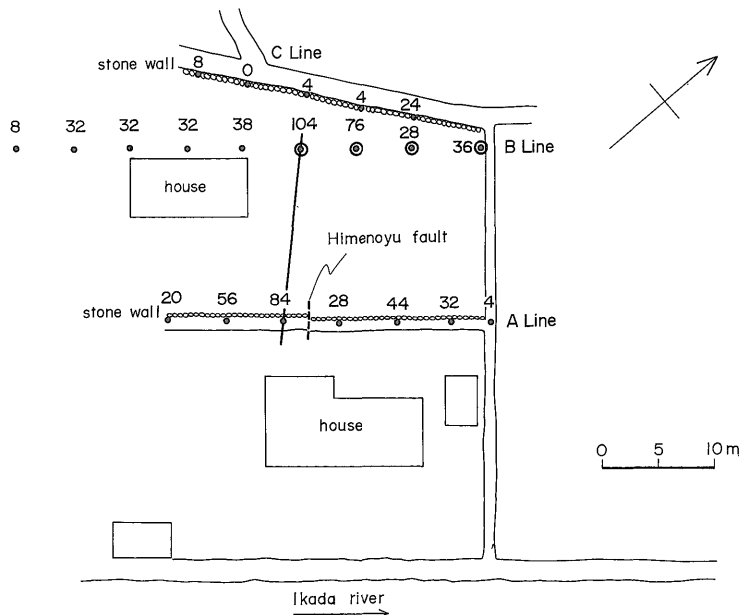 C Line
stone wall
8
0
4
4
24
8 32 32 32 38 104 76 28 36 B Line
house
Himenoyu fault
stone wall
20 56 84 28 44 32 4
A Line
house
0 5 10 m
Ikada river